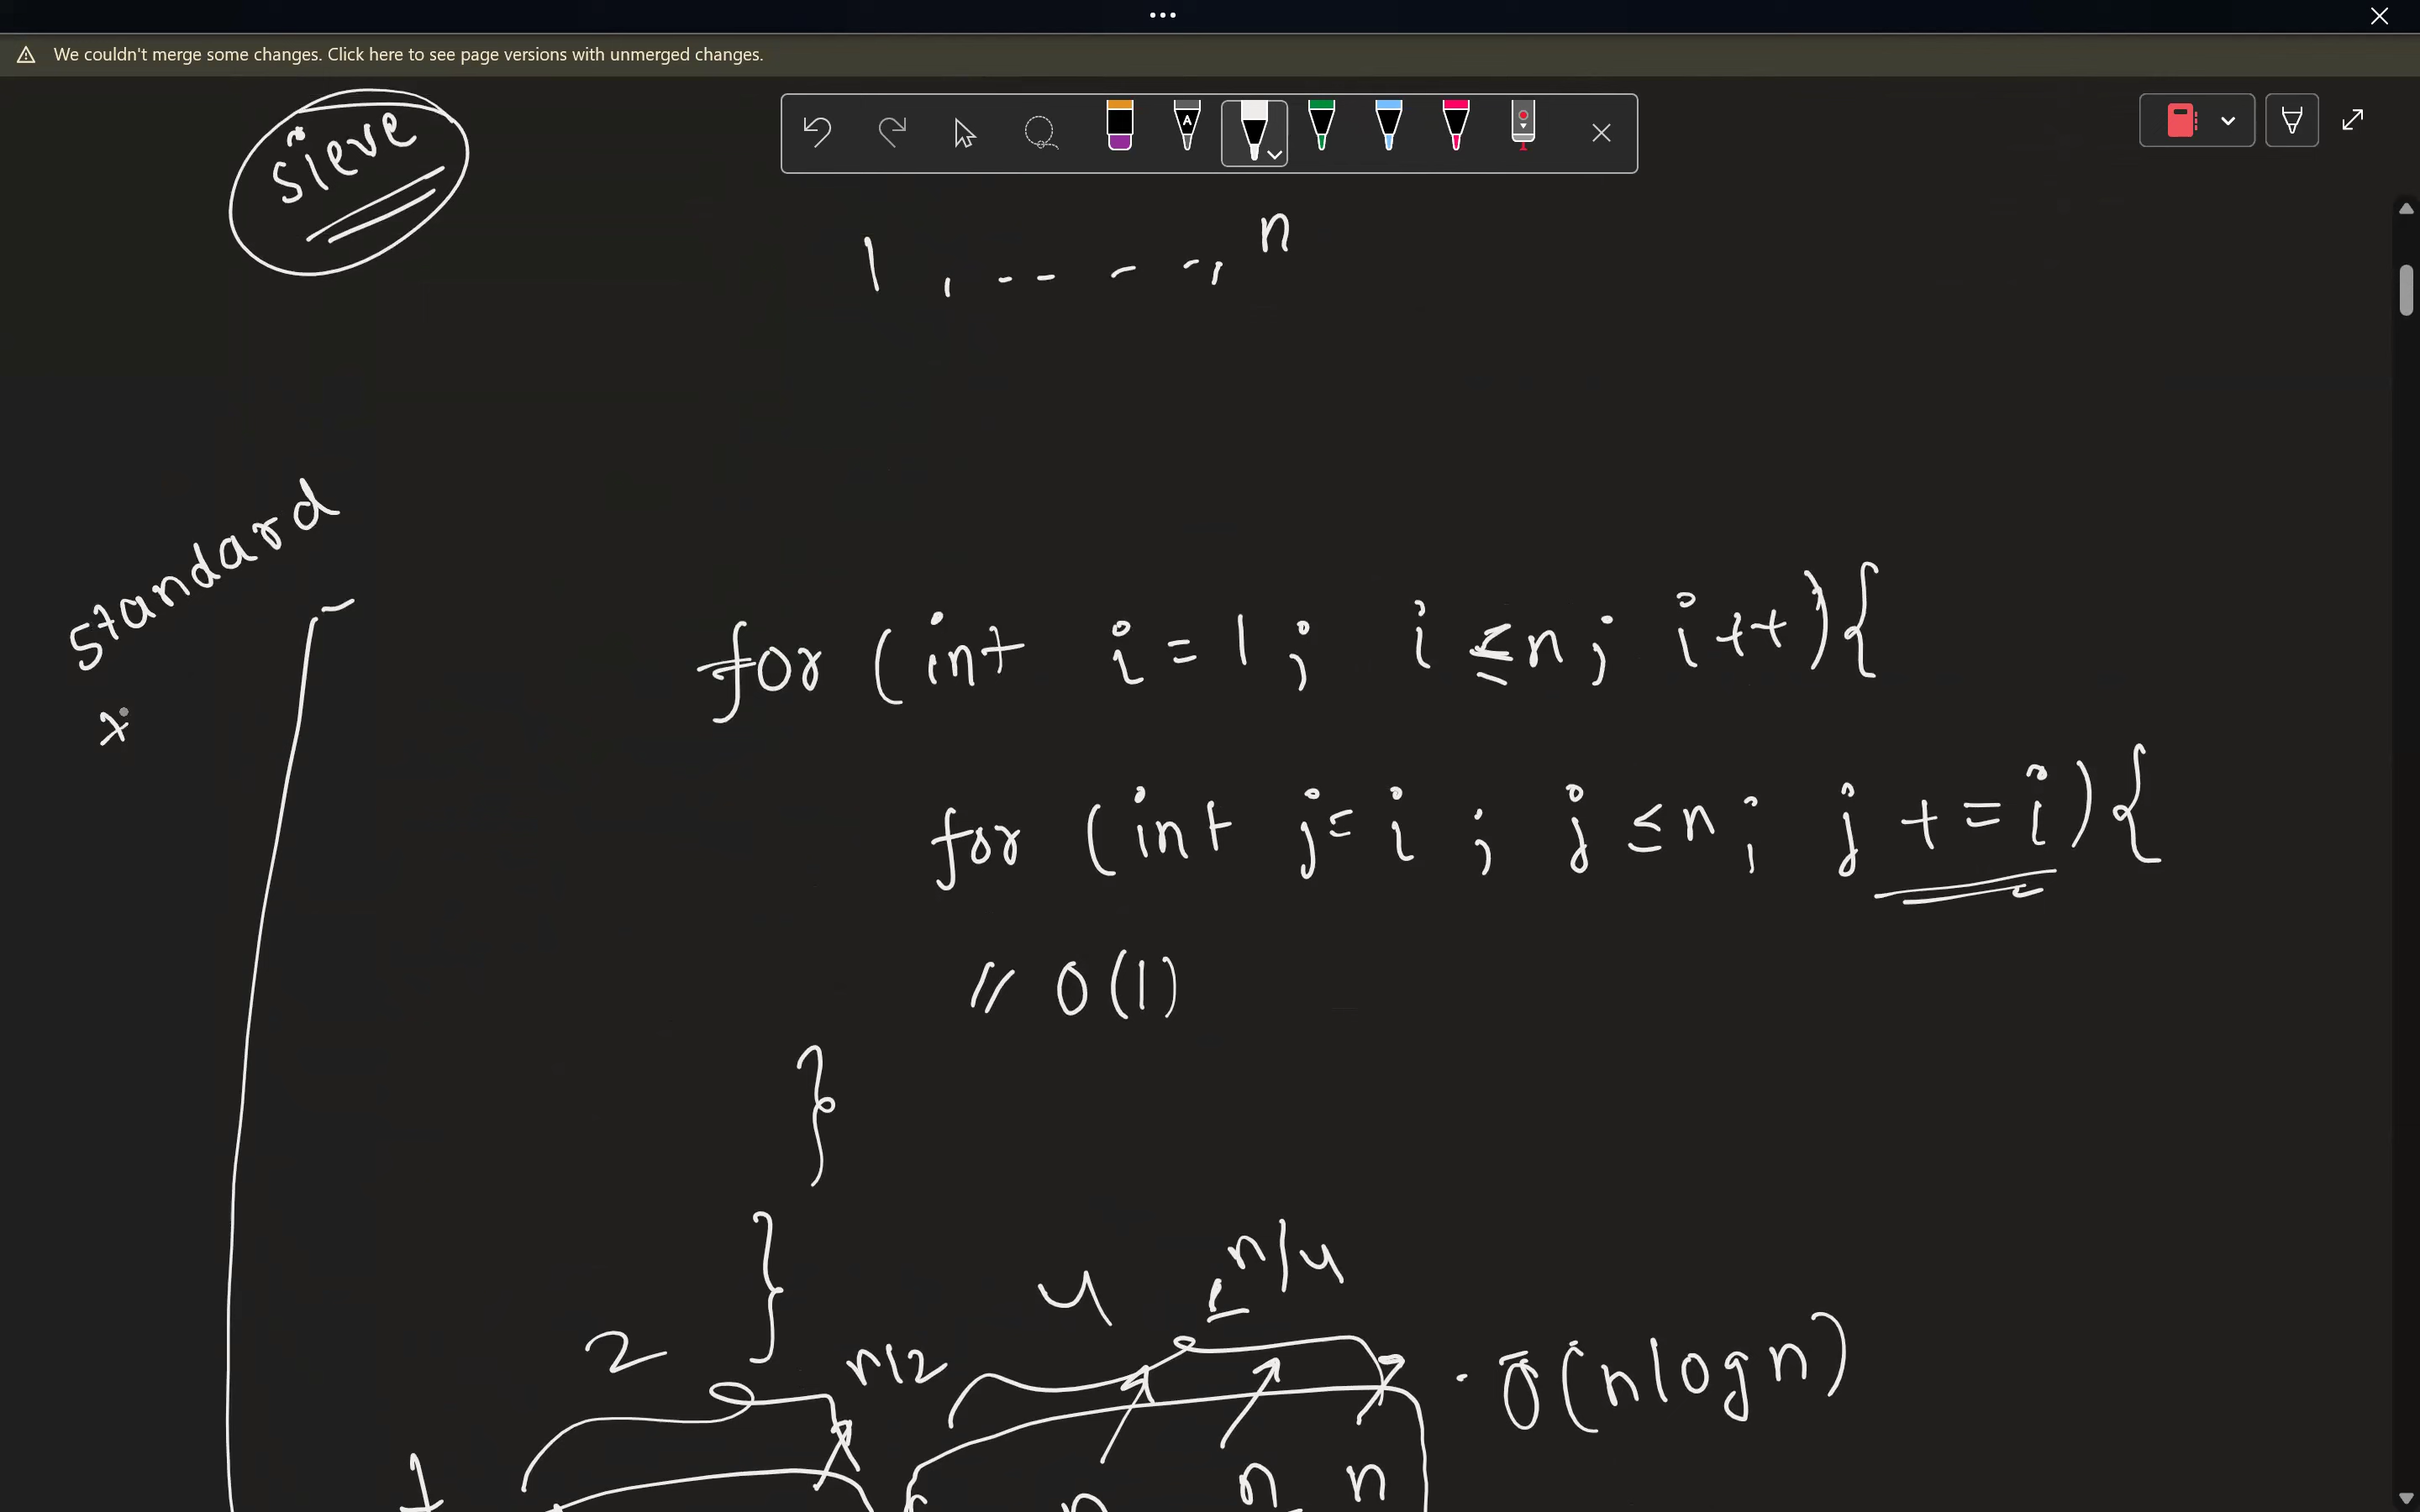 We couldn't merge some changes. Click here to see page versions with unmerged changes.
sieve
A
1 , - - - - , n
standard
x
for ( int i = 1 ; i ≤ n ; i ++ ) {
for ( int j = i ; j ≤ n ; j += i ) {
// O(1)
}
}
4 n/4
2 n/2
O(nlogn)
n n n